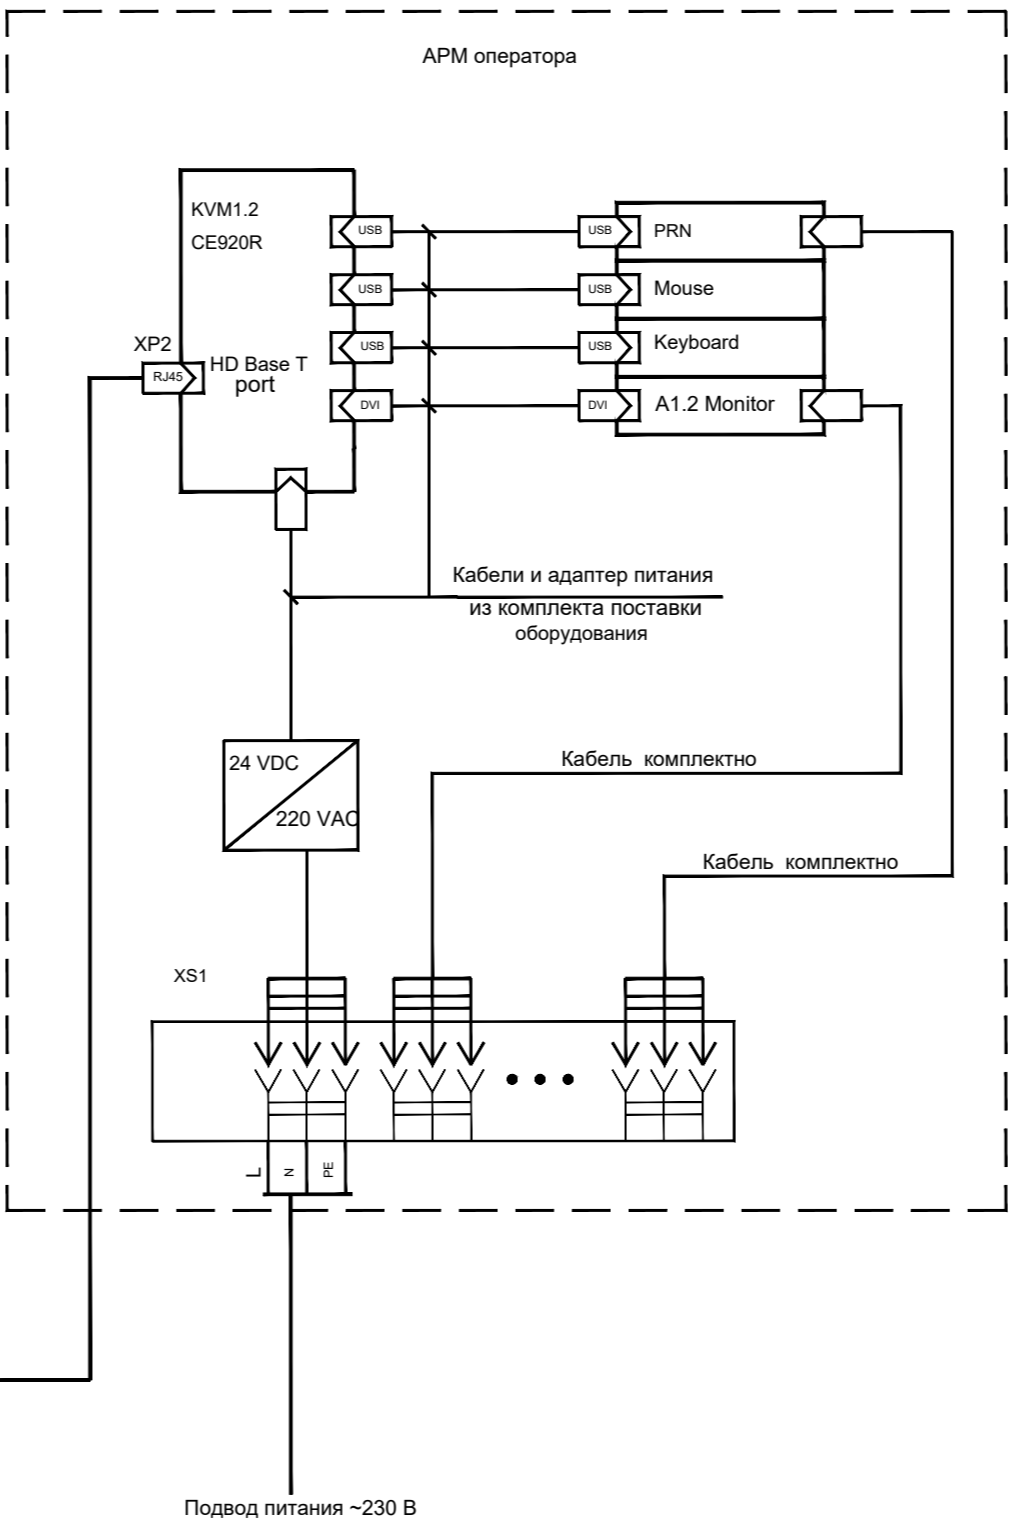 АРМ оператора
KVM1.2
CE920R
USB
USB
PRN
USB
USB
Mouse
USB
USB
Keyboard
XP2
RJ45
HD Base T
port
DVI
DVI
A1.2 Monitor
Кабели и адаптер питания
из комплекта поставки
оборудования
24 VDC
220 VAC
Кабель комплектно
Кабель комплектно
XS1
L
N
PE
Подвод питания ~230 В